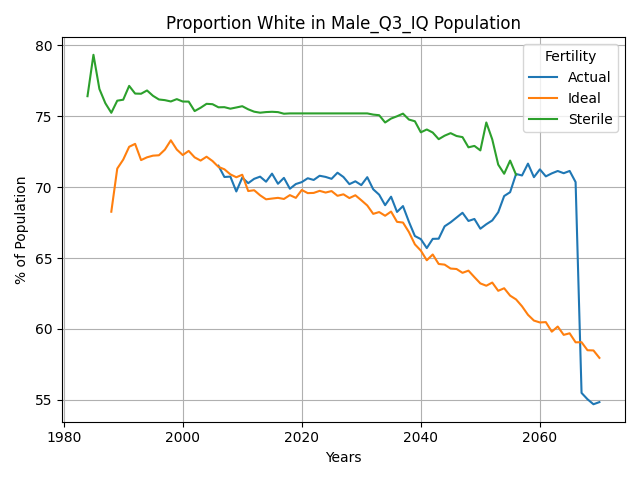 Proportion White in Male_Q3_IQ Population
80
75
70
65
60
55
% of Population
Fertility
Actual
Ideal
Sterile
1980
2000
2020
2040
2060
Years